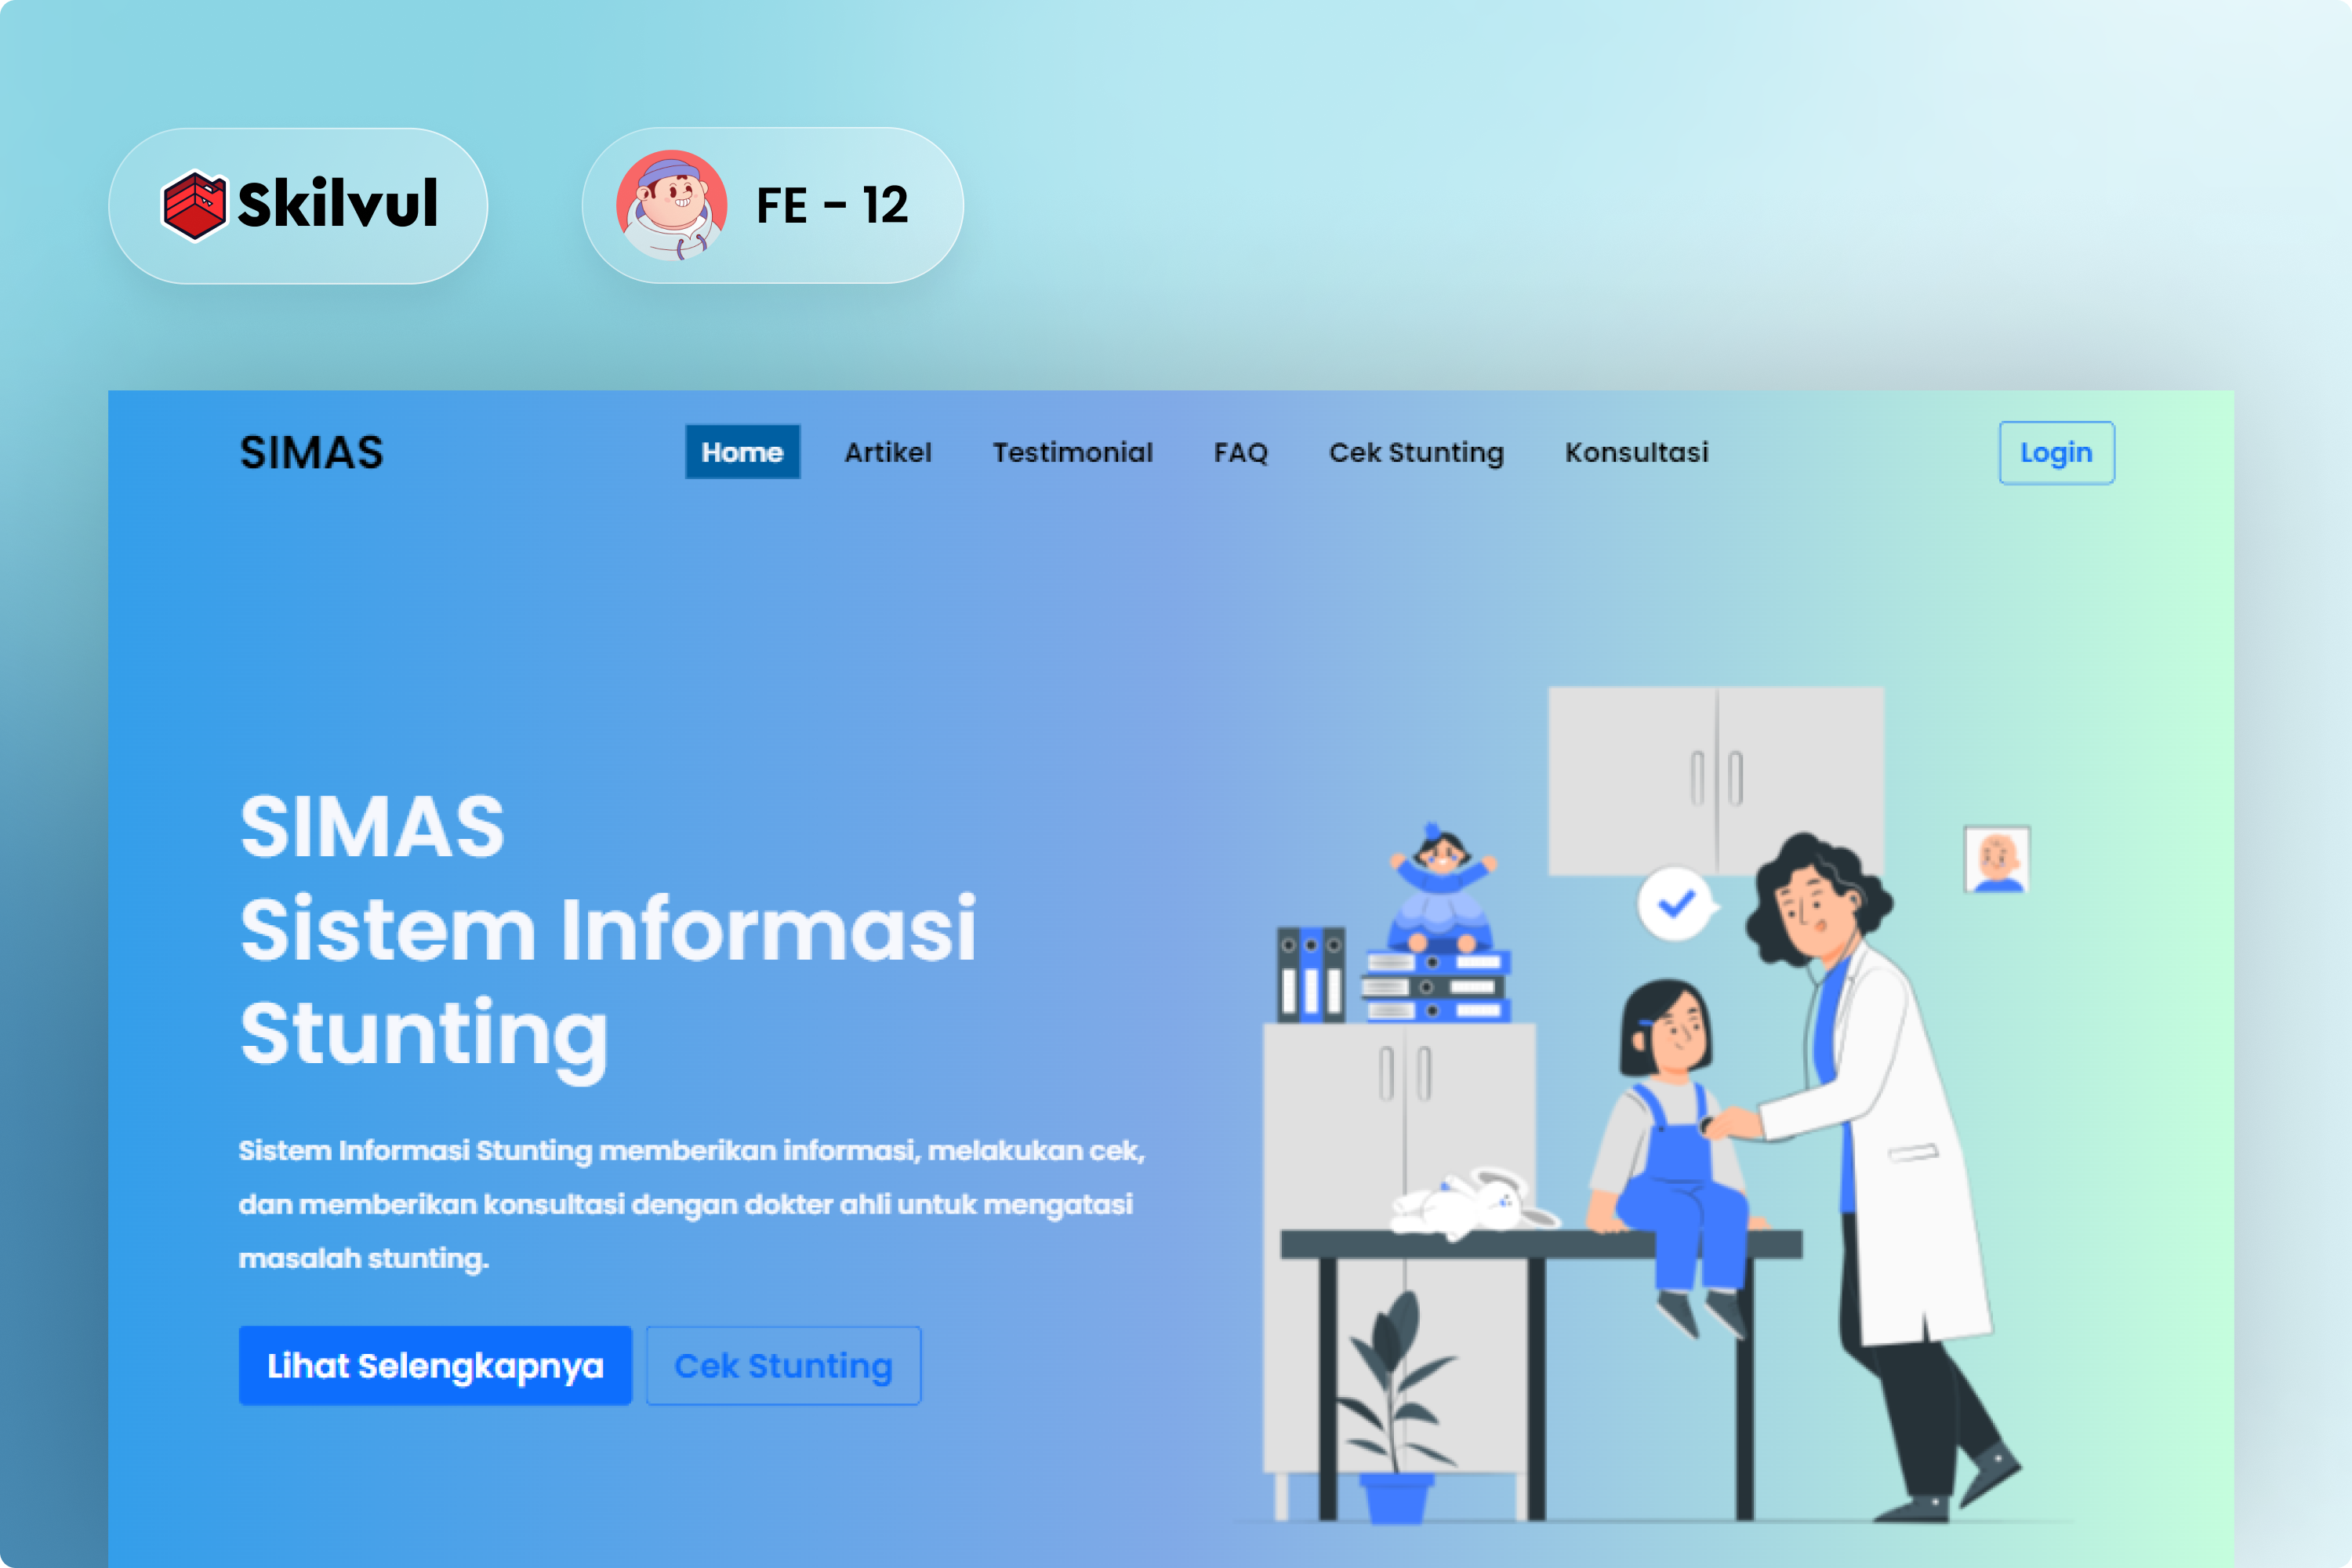 Skilvul
FE - 12
SIMAS
Home
Artikel
Testimonial
FAQ
Cek Stunting
Konsultasi
Login
SIMAS
Sistem Informasi
Stunting
Sistem Informasi Stunting memberikan informasi, melakukan cek,
dan memberikan konsultasi dengan dokter ahli untuk mengatasi
masalah stunting.
Lihat Selengkapnya
Cek Stunting